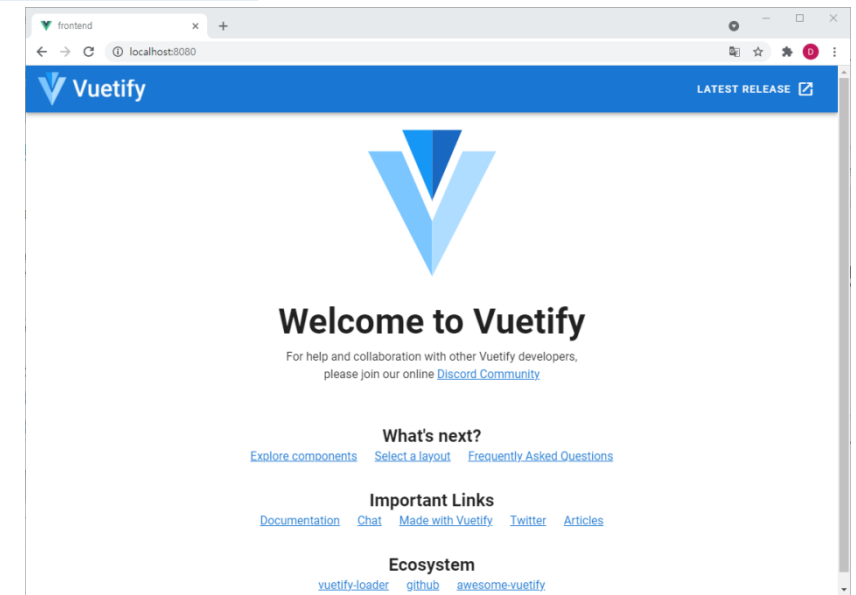 frontend
localhost:8080
D
Vuetify
LATEST RELEASE
Welcome to Vuetify
For help and collaboration with other Vuetify developers,
please join our online Discord Community
What's next?
Explore components Select a layout Frequently Asked Questions
Important Links
Documentation Chat Made with Vuetify Twitter Articles
Ecosystem
vuetify-loader github awesome-vuetify